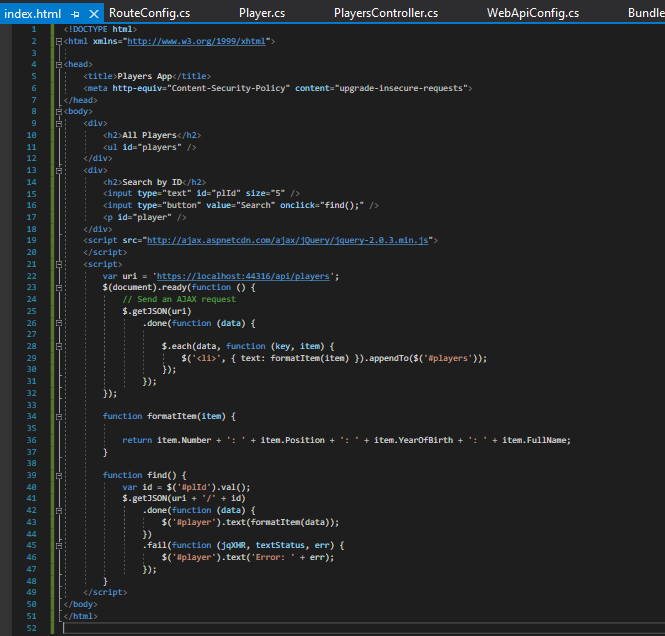 index.html RouteConfig.cs Player.cs PlayersController.cs WebApiConfig.cs Bundle
1 <!DOCTYPE html>
2 <html xmlns="http://www.w3.org/1999/xhtml">
3
4 <head>
5 <title>Players App</title>
6 <meta http-equiv="Content-Security-Policy" content="upgrade-insecure-requests">
7 </head>
8 <body>
9 <div>
10 <h2>All Players</h2>
11 <ul id="players" />
12 </div>
13 <div>
14 <h2>Search by ID</h2>
15 <input type="text" id="plId" size="5" />
16 <input type="button" value="Search" onclick="find();" />
17 <p id="player" />
18 </div>
19 <script src="http://ajax.aspnetcdn.com/ajax/jQuery/jquery-2.0.3.min.js">
20 </script>
21 <script>
22 var uri = 'https://localhost:44316/api/players';
23 $(document).ready(function () {
24 // Send an AJAX request
25 $.getJSON(uri)
26 .done(function (data) {
27
28 $.each(data, function (key, item) {
29 $('<li>', { text: formatItem(item) }).appendTo($('#players'));
30 });
31 });
32 });
33
34 function formatItem(item) {
35
36 return item.Number + ': ' + item.Position + ': ' + item.YearOfBirth + ': ' + item.FullName;
37 }
38
39 function find() {
40 var id = $('#plId').val();
41 $.getJSON(uri + '/' + id)
42 .done(function (data) {
43 $('#player').text(formatItem(data));
44 })
45 .fail(function (jqXHR, textStatus, err) {
46 $('#player').text('Error: ' + err);
47 });
48 }
49 </script>
50 </body>
51 </html>
52